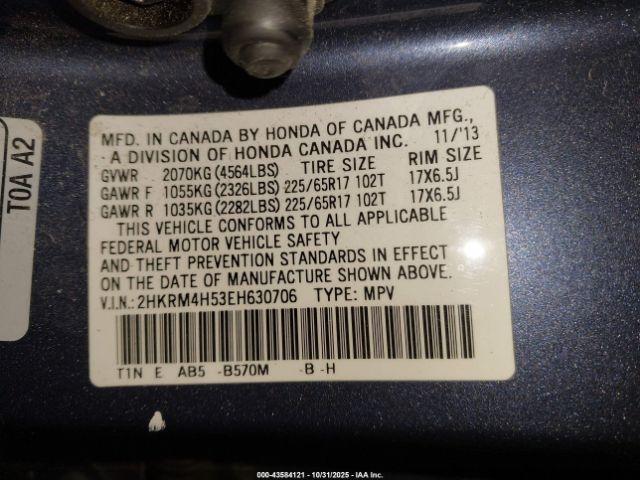 TOA A2
MFD. IN CANADA BY HONDA OF CANADA MFG.,
A DIVISION OF HONDA CANADA INC. 11/'13
GVWR 2070KG (4564LBS) TIRE SIZE RIM SIZE
GAWR F 1055KG (2326LBS) 225/65R17 102T 17X6.5J
GAWR R 1035KG (2282LBS) 225/65R17 102T 17X6.5J
THIS VEHICLE CONFORMS TO ALL APPLICABLE
FEDERAL MOTOR VEHICLE SAFETY
AND THEFT PREVENTION STANDARDS IN EFFECT
ON THE DATE OF MANUFACTURE SHOWN ABOVE.
V.I.N.: 2HKRM4H53EH630706 TYPE: MPV
T1N E AB5 -B570M -B -H
000-43584121 - 10/31/2025 - IAA Inc.